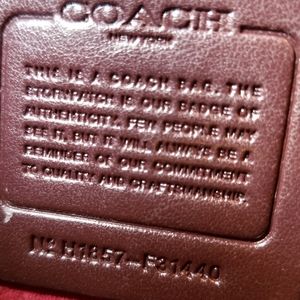 COACH
NEW YORK
THIS IS A COACH BAG. THE
STORYPATCH IS OUR BADGE OF
AUTHENTICITY. FEW PEOPLE MAY
SEE IT, BUT IT WILL ALWAYS BE A
REMINDER OF OUR COMMITMENT
TO QUALITY AND CRAFTSMANSHIP.
Nº H1857-F31440